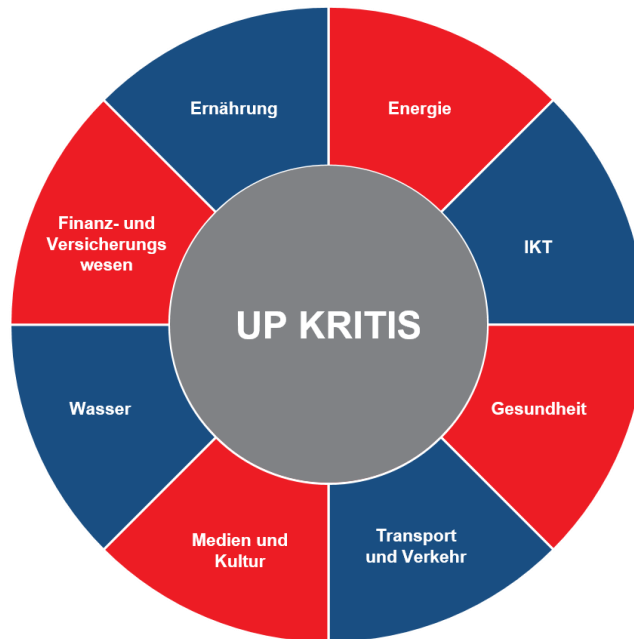 Ernährung
Energie
Finanz- und
Versicherungs
wesen
IKT
UP KRITIS
Wasser
Gesundheit
Medien und
Kultur
Transport
und Verkehr